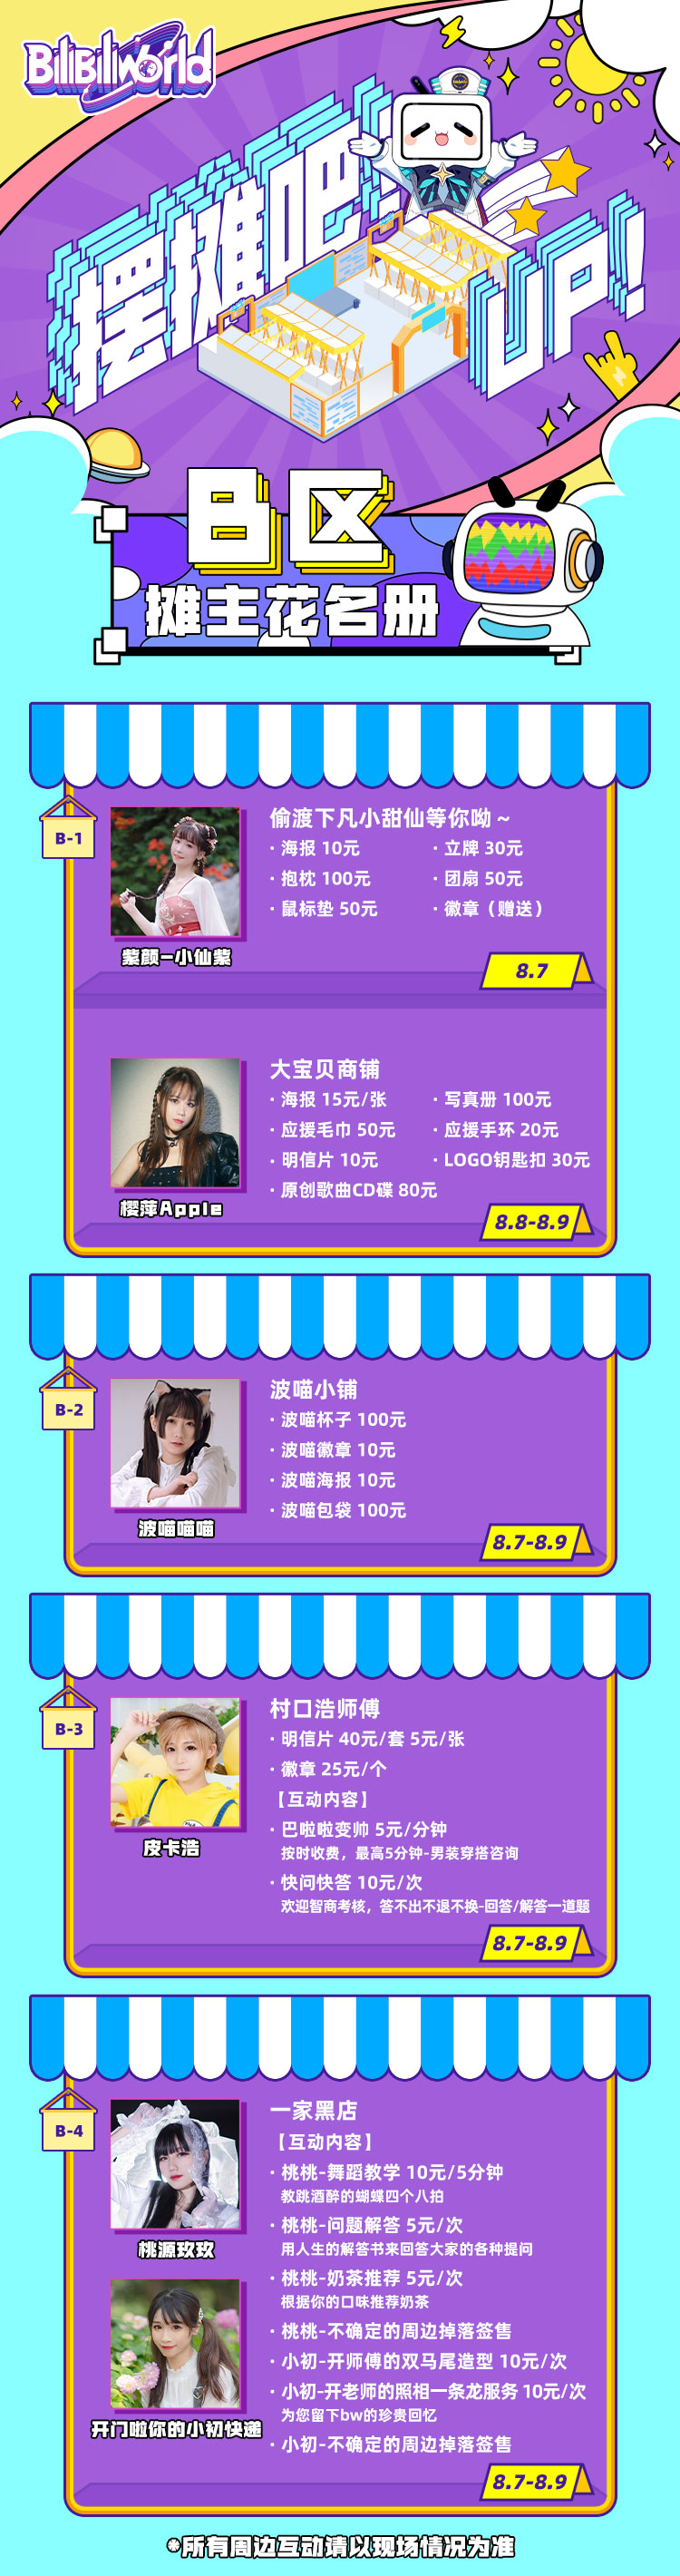 BilibiliWorld
摆摊吧!
UP!
B区
摊主花名册
B-1
偷渡下凡小甜仙等你呦～
· 海报 10元
· 立牌 30元
· 抱枕 100元
· 团扇 50元
· 鼠标垫 50元
· 徽章（赠送）
紫颜—小仙紫
8.7
大宝贝商铺
· 海报 15元/张
· 写真册 100元
· 应援毛巾 50元
· 应援手环 20元
· 明信片 10元
· LOGO钥匙扣 30元
· 原创歌曲CD碟 80元
樱萍Apple
8.8-8.9
B-2
波喵小铺
· 波喵杯子 100元
· 波喵徽章 10元
· 波喵海报 10元
· 波喵包袋 100元
波喵喵喵
8.7-8.9
B-3
村口浩师傅
· 明信片 40元/套 5元/张
· 徽章 25元/个
【互动内容】
· 巴啦啦变帅 5元/分钟
按时收费，最高5分钟-男装穿搭咨询
· 快问快答 10元/次
欢迎智商考核，答不出不退不换-回答/解答一道题
皮卡浩
8.7-8.9
B-4
一家黑店
【互动内容】
· 桃桃-舞蹈教学 10元/5分钟
教跳酒醉的蝴蝶四个八拍
· 桃桃-问题解答 5元/次
用人生的解答书来回答大家的各种提问
桃源玫玫
· 桃桃-奶茶推荐 5元/次
根据你的口味推荐奶茶
· 桃桃-不确定的周边掉落签售
· 小初-开师傅的双马尾造型 10元/次
· 小初-开老师的照相一条龙服务 10元/次
为您留下bw的珍贵回忆
开门啦你的小初快递
· 小初-不确定的周边掉落签售
8.7-8.9
*所有周边互动请以现场情况为准